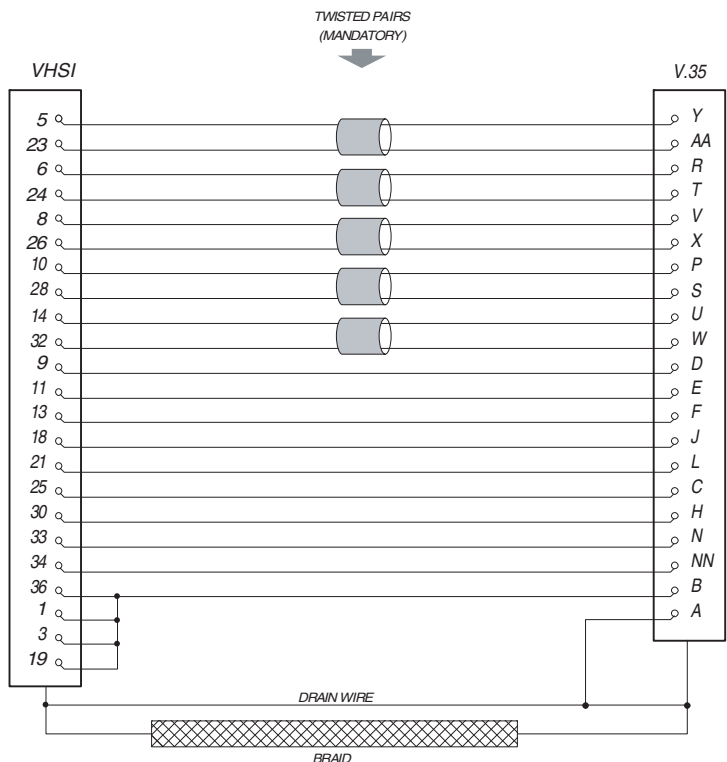 TWISTED PAIRS
(MANDATORY)
VHSI V.35
5 Y
23 AA
6 R
24 T
8 V
26 X
10 P
28 S
14 U
32 W
9 D
11 E
13 F
18 J
21 L
25 C
30 H
33 N
34 NN
36 B
1 A
3
19
DRAIN WIRE
BRAID